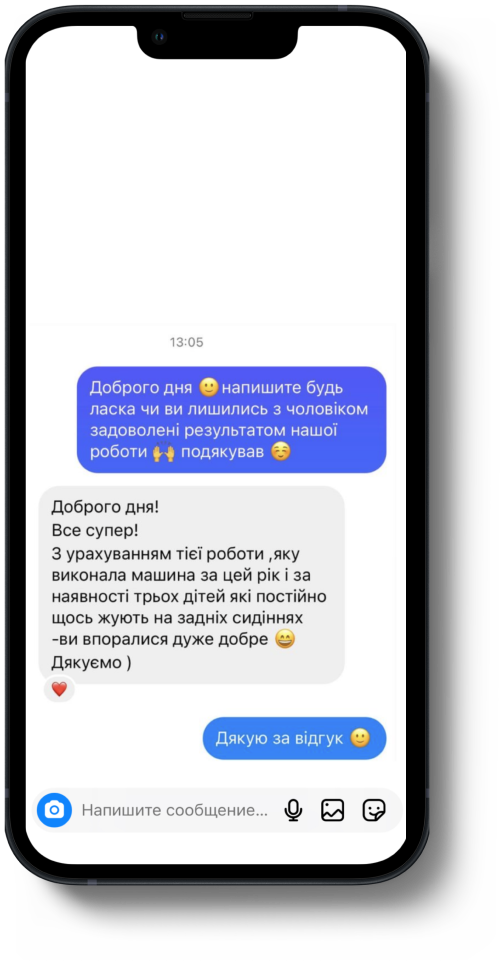 13:05
Доброго дня 🙂 напишите будь
ласка чи ви лишились з чоловіком
задоволені результатом нашої
роботи 🙌 подякував ☺️
Доброго дня!
Все супер!
З урахуванням тієї роботи ,яку
виконала машина за цей рік і за
наявності трьох дітей які постійно
щось жують на задніх сидіннях
-ви впоралися дуже добре 😄
Дякуємо )
❤️
Дякую за відгук 🙂
Напишите сообщение...